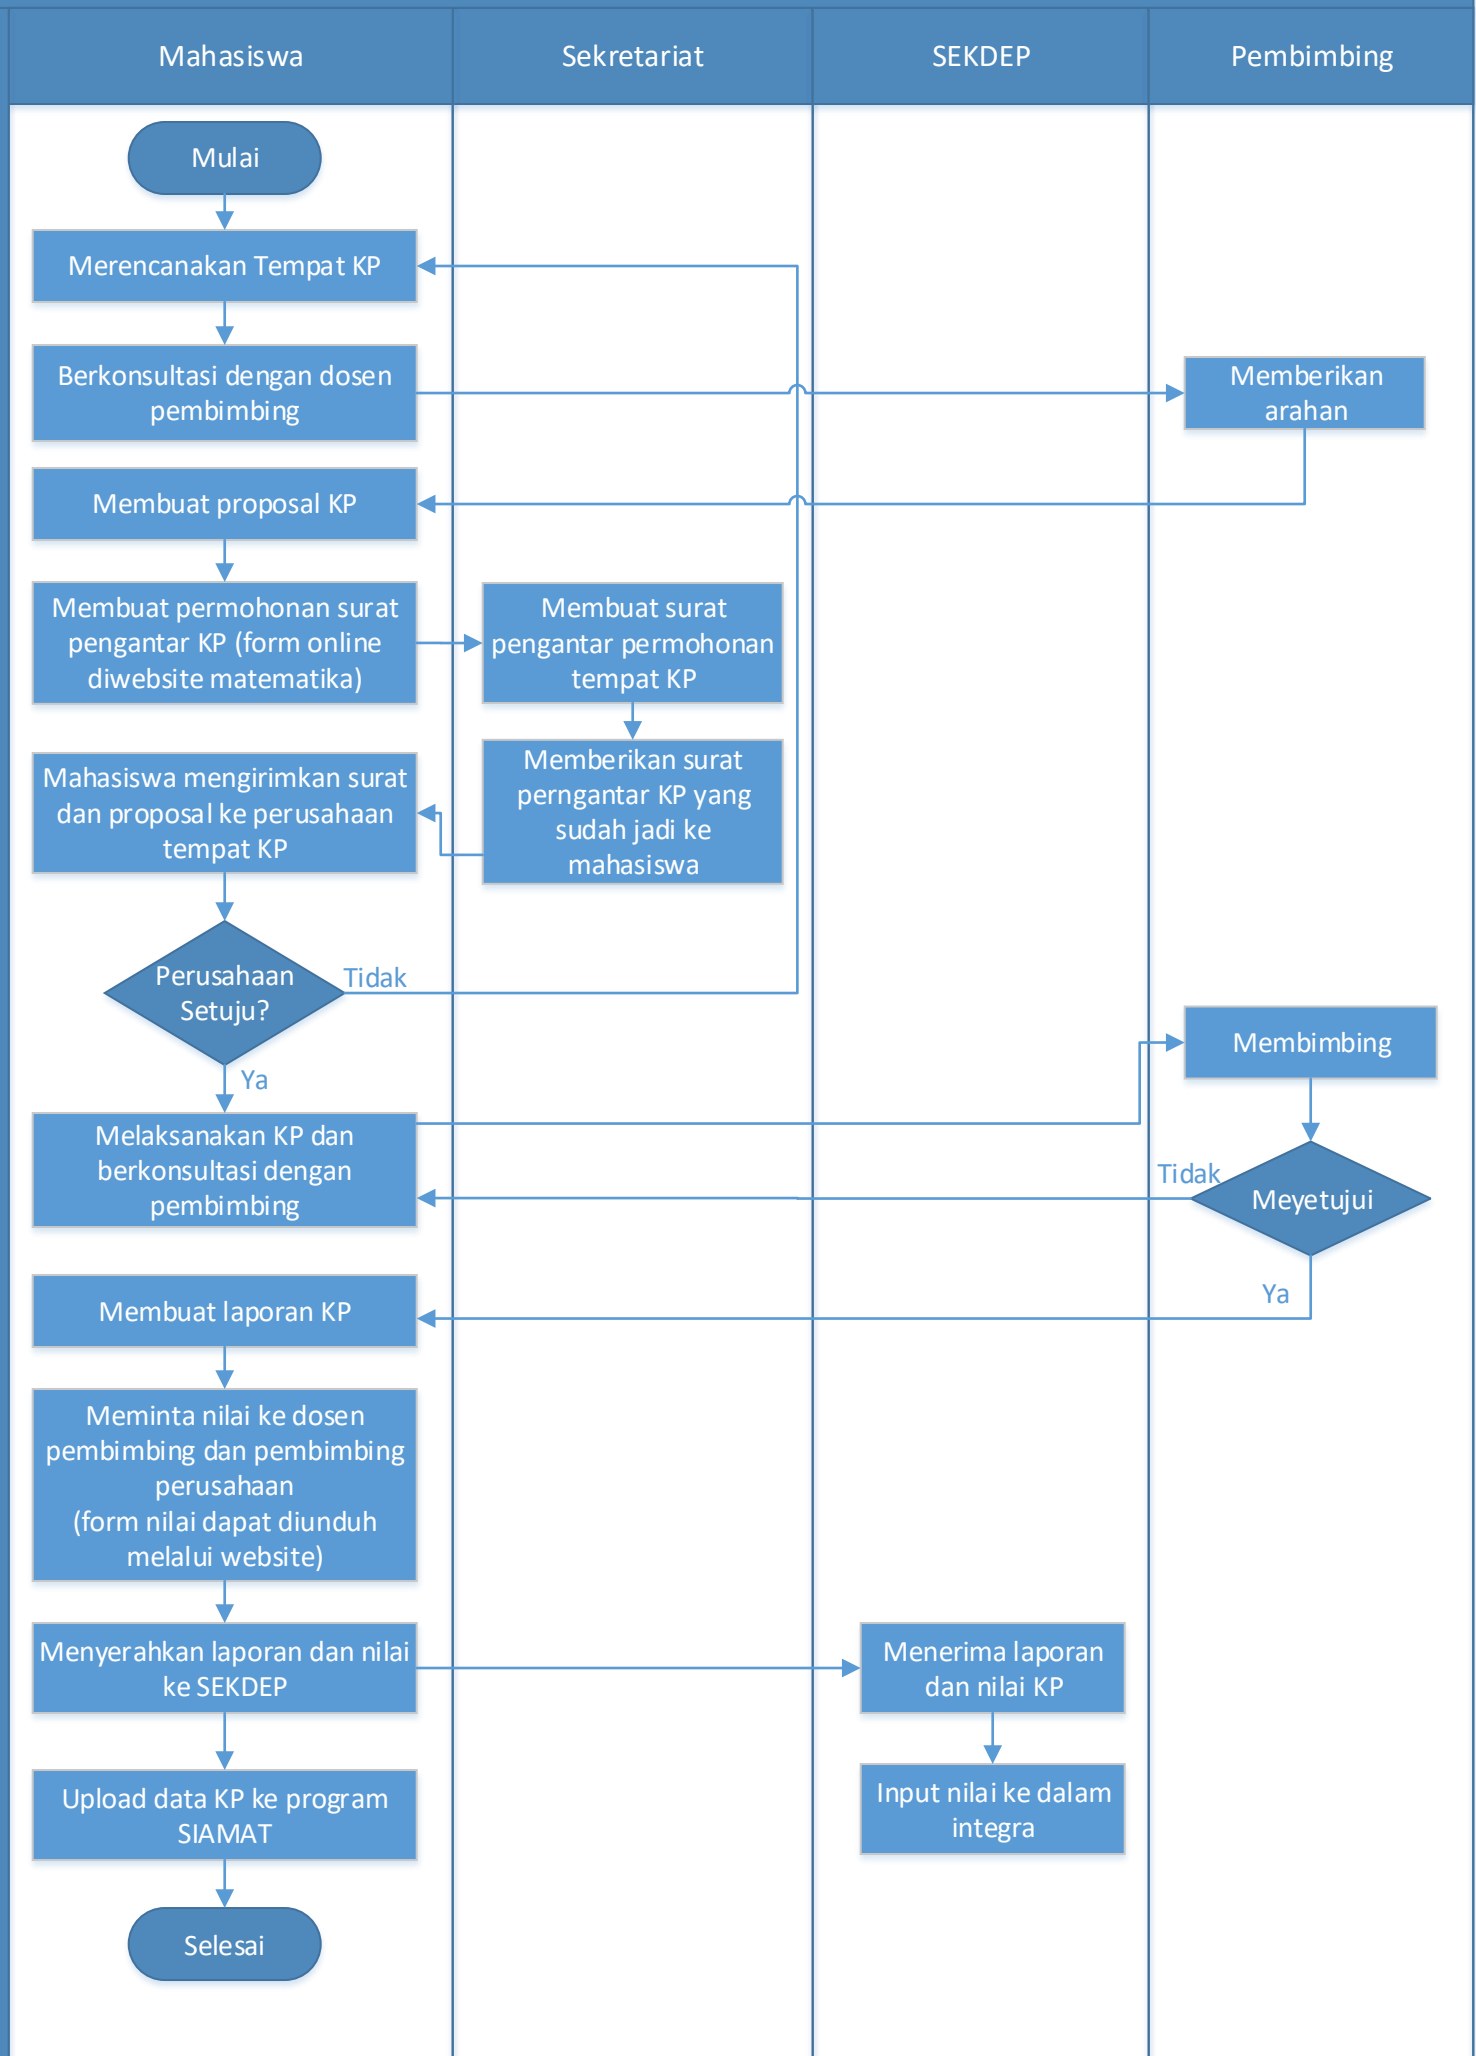 Mahasiswa
Sekretariat
SEKDEP
Pembimbing
Mulai
Merencanakan Tempat KP
Berkonsultasi dengan dosen
pembimbing
Memberikan
arahan
Membuat proposal KP
Membuat permohonan surat
pengantar KP (form online
diwebsite matematika)
Membuat surat
pengantar permohonan
tempat KP
Memberikan surat
perngantar KP yang
sudah jadi ke
mahasiswa
Mahasiswa mengirimkan surat
dan proposal ke perusahaan
tempat KP
Perusahaan
Setuju?
Tidak
Ya
Membimbing
Melaksanakan KP dan
berkonsultasi dengan
pembimbing
Tidak
Meyetujui
Ya
Membuat laporan KP
Meminta nilai ke dosen
pembimbing dan pembimbing
perusahaan
(form nilai dapat diunduh
melalui website)
Menyerahkan laporan dan nilai
ke SEKDEP
Menerima laporan
dan nilai KP
Upload data KP ke program
SIAMAT
Input nilai ke dalam
integra
Selesai